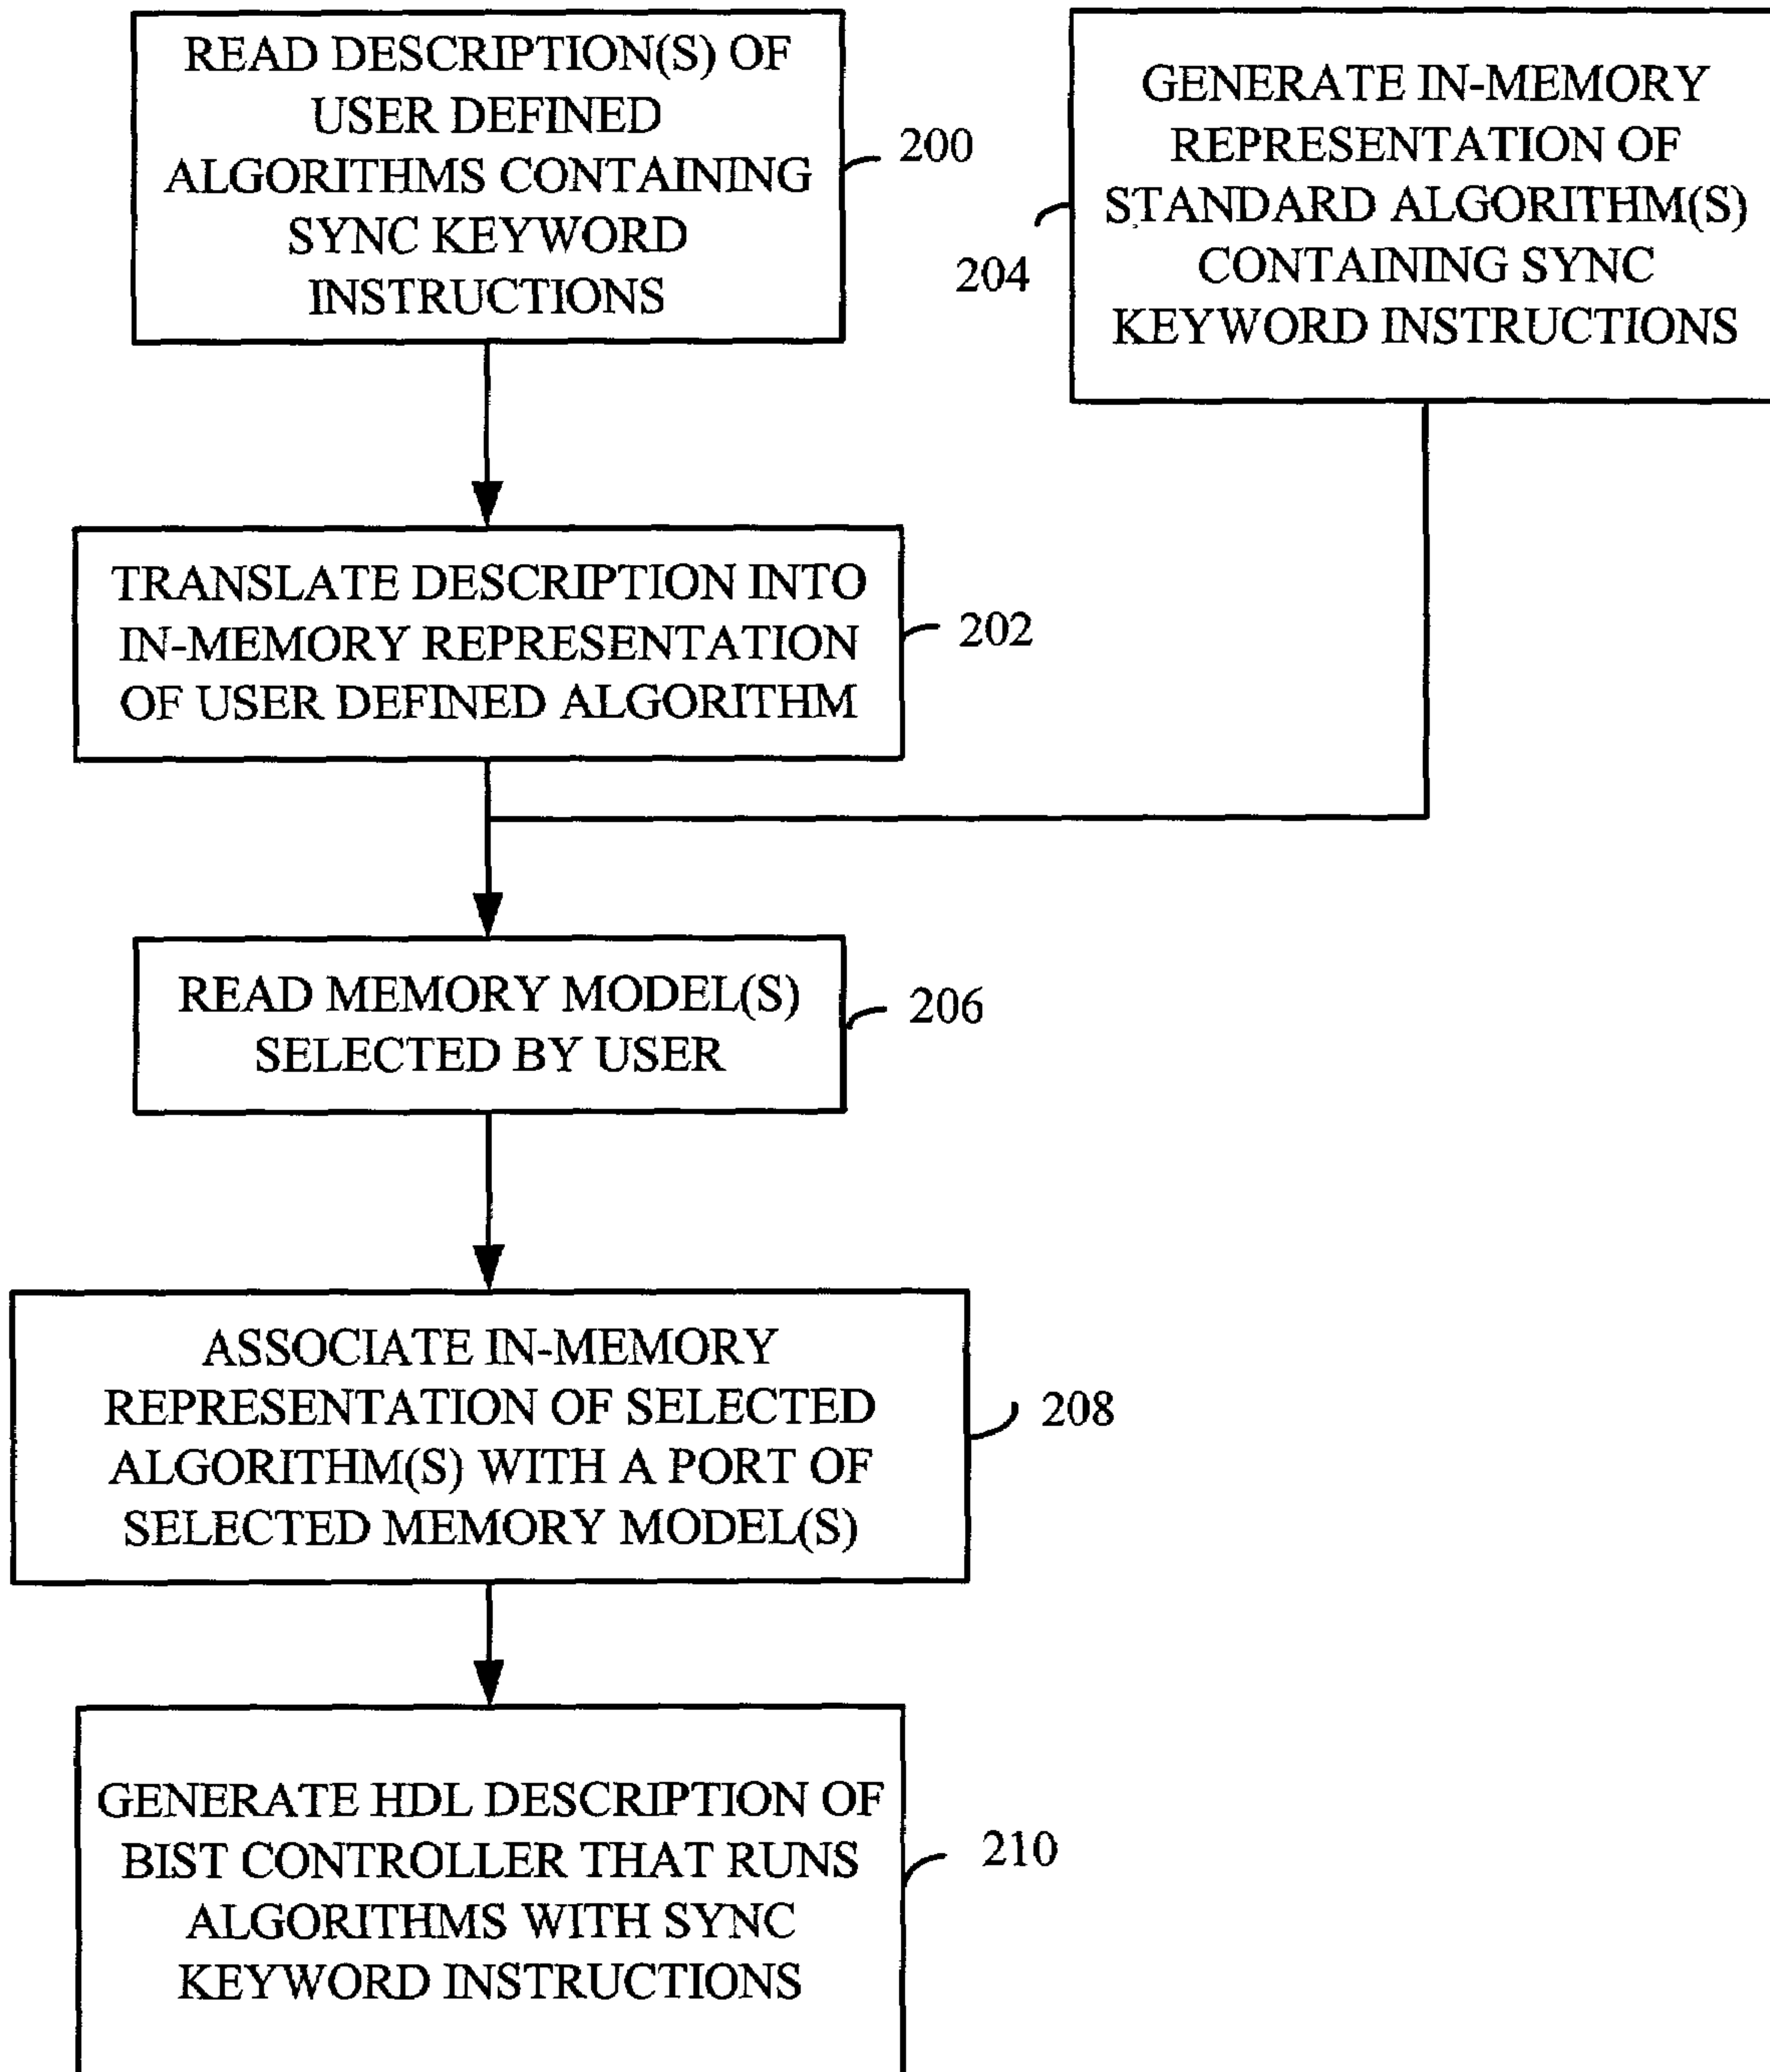 READ DESCRIPTION(S) OF
USER DEFINED
ALGORITHMS CONTAINING
SYNC KEYWORD
INSTRUCTIONS
200
GENERATE IN-MEMORY
REPRESENTATION OF
STANDARD ALGORITHM(S)
CONTAINING SYNC
KEYWORD INSTRUCTIONS
204
TRANSLATE DESCRIPTION INTO
IN-MEMORY REPRESENTATION
OF USER DEFINED ALGORITHM
202
READ MEMORY MODEL(S)
SELECTED BY USER
206
ASSOCIATE IN-MEMORY
REPRESENTATION OF SELECTED
ALGORITHM(S) WITH A PORT OF
SELECTED MEMORY MODEL(S)
208
GENERATE HDL DESCRIPTION OF
BIST CONTROLLER THAT RUNS
ALGORITHMS WITH SYNC
KEYWORD INSTRUCTIONS
210